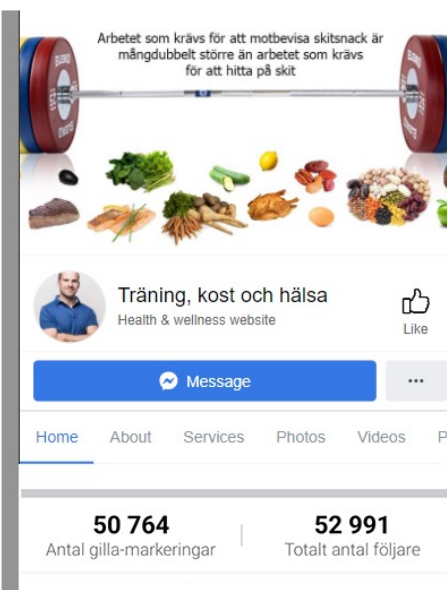 Arbetet som krävs för att motbevisa skitsnack är
mångdubbelt större än arbetet som krävs
för att hitta på skit
ELEIKO
Träning, kost och hälsa
Health & wellness website
Like
Message
Home About Services Photos Videos P
50 764 52 991
Antal gilla-markeringar Totalt antal följare